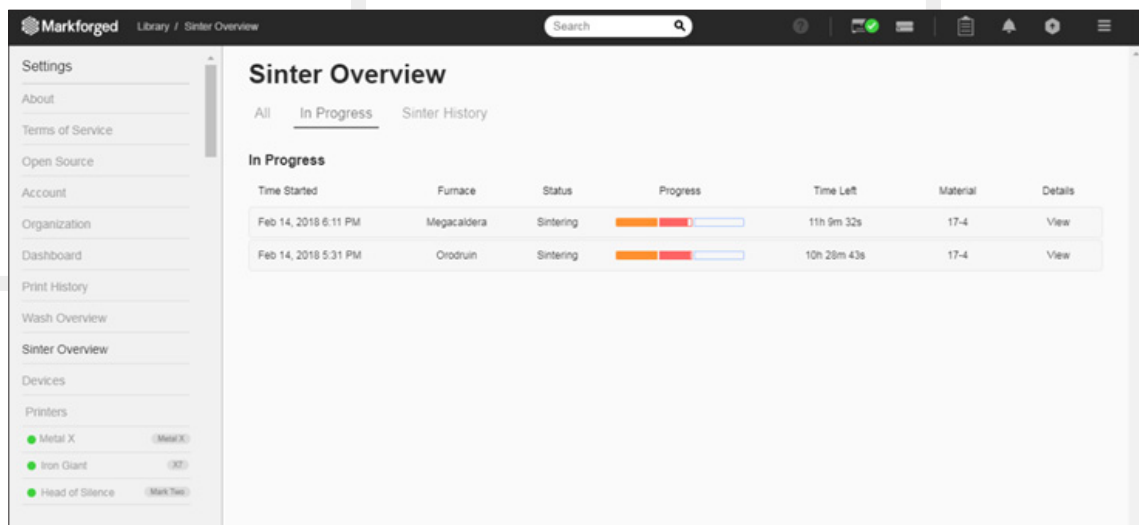 Markforged Library / Sinter Overview Search
Settings
About
Terms of Service
Open Source
Account
Organization
Dashboard
Print History
Wash Overview
Sinter Overview
Devices
Printers
Metal X Metal X
Iron Giant X7
Head of Silence Mark Two
Sinter Overview
All In Progress Sinter History
In Progress
Time Started Furnace Status Progress Time Left Material Details
Feb 14, 2018 6:11 PM Megacaldera Sintering 11h 9m 32s 17-4 View
Feb 14, 2018 5:31 PM Orodruin Sintering 10h 28m 43s 17-4 View